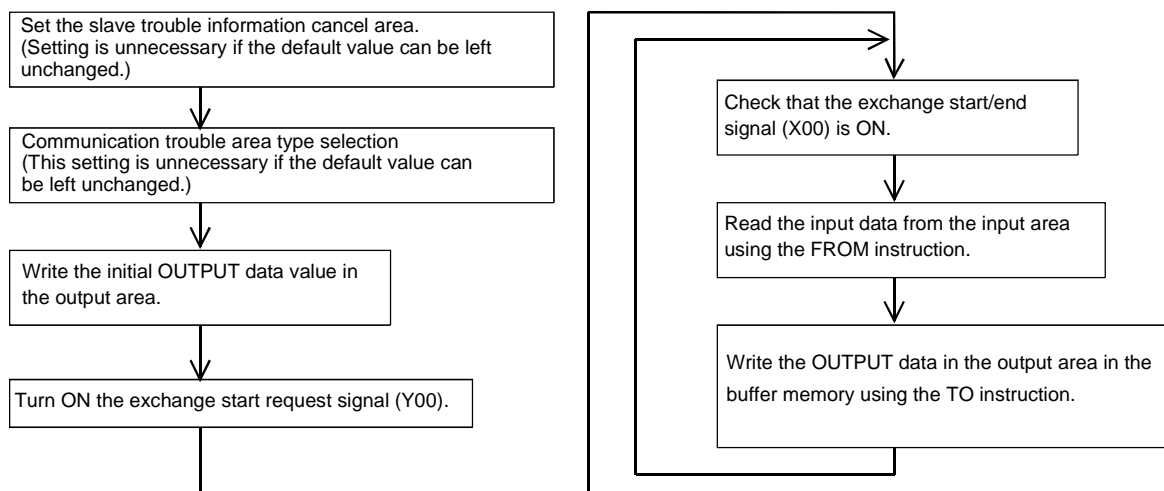 Set the slave trouble information cancel area.
(Setting is unnecessary if the default value can be left
unchanged.)
Communication trouble area type selection
(This setting is unnecessary if the default value can
be left unchanged.)
Write the initial OUTPUT data value in
the output area.
Turn ON the exchange start request signal (Y00).
Check that the exchange start/end
signal (X00) is ON.
Read the input data from the input area
using the FROM instruction.
Write the OUTPUT data in the output area in the
buffer memory using the TO instruction.